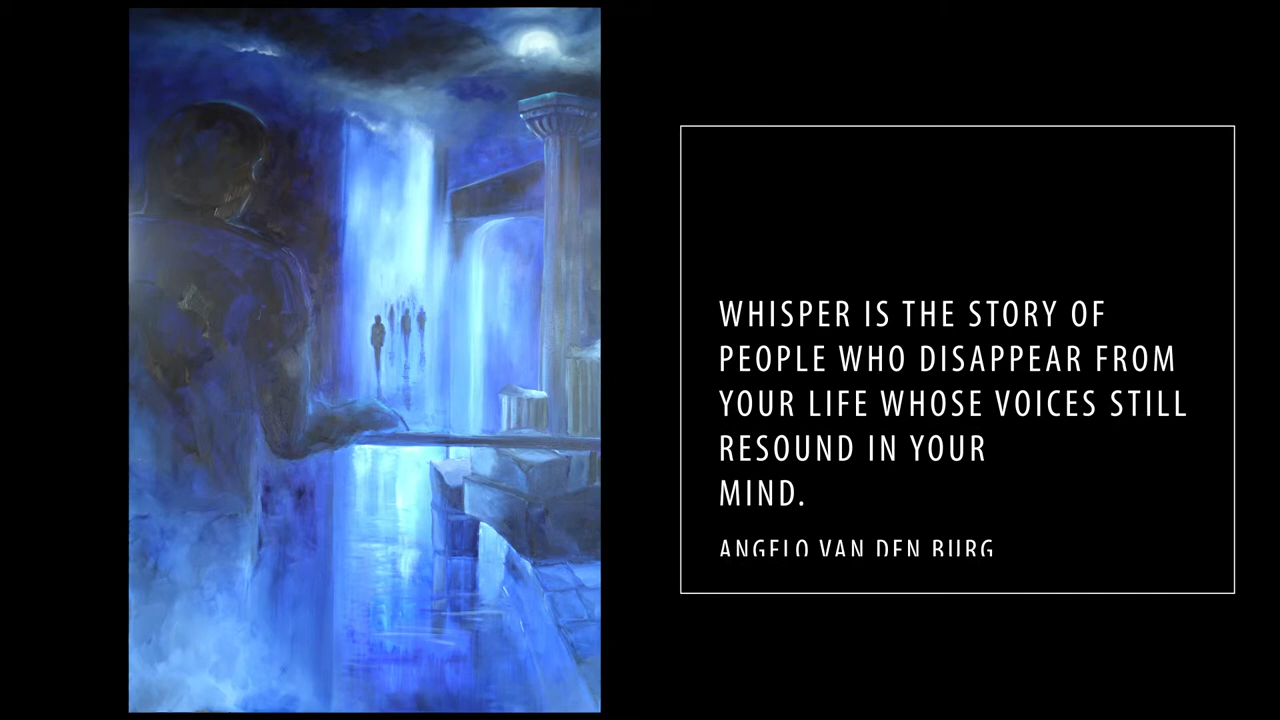 WHISPER IS THE STORY OF
PEOPLE WHO DISAPPEAR FROM
YOUR LIFE WHOSE VOICES STILL
RESOUND IN YOUR
MIND.
ANGELO VAN DEN BURG